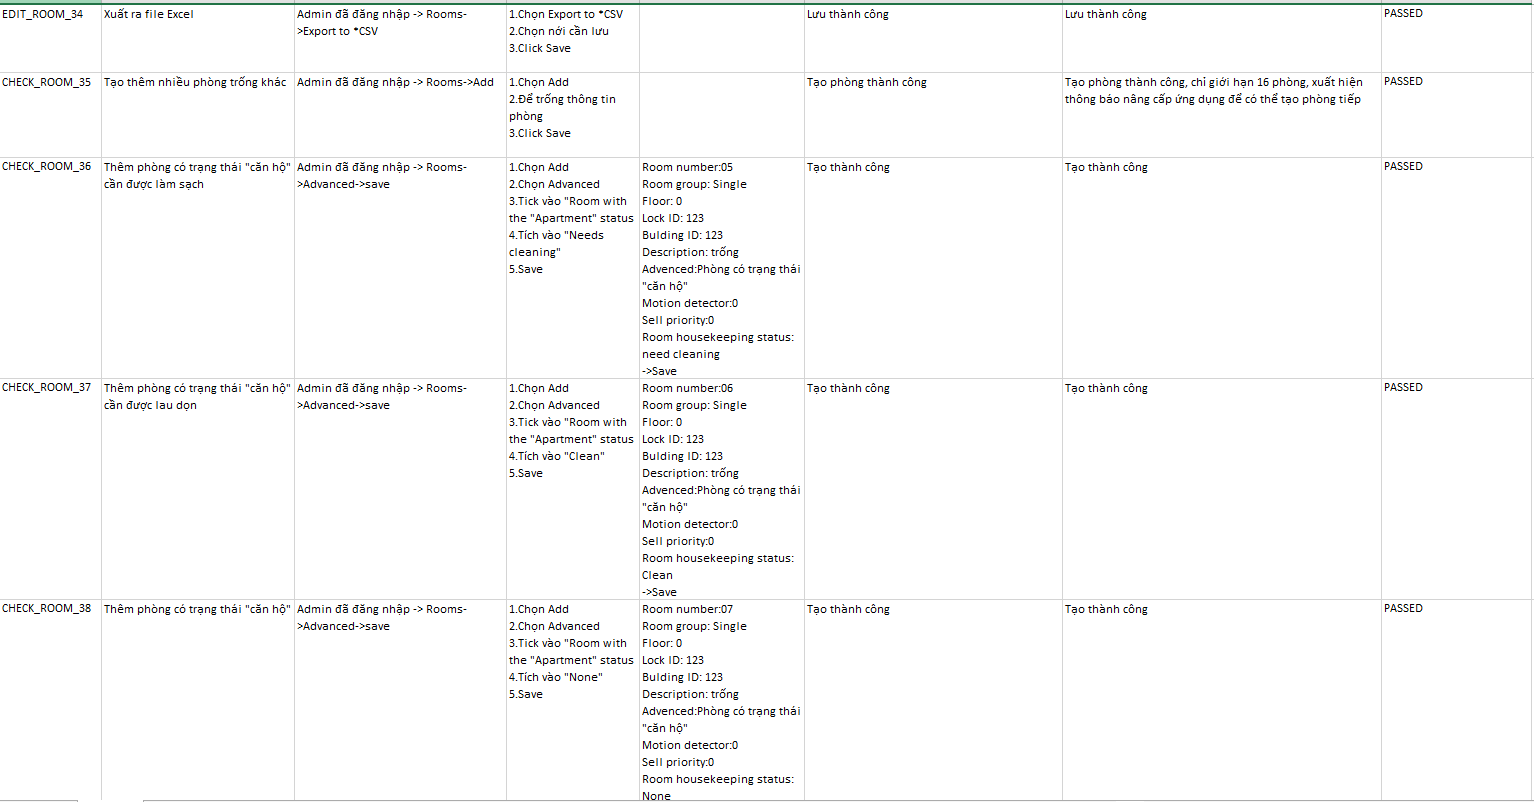 EDIT_ROOM_34
Xuất ra file Excel
Admin đã đăng nhập -> Rooms-
>Export to *CSV
1.Chọn Export to *CSV
2.Chọn nới cần lưu
3.Click Save
Lưu thành công
Lưu thành công
PASSED
CHECK_ROOM_35
Tạo thêm nhiều phòng trống khác
Admin đã đăng nhập -> Rooms->Add
1.Chọn Add
2.Để trống thông tin
phòng
3.Click Save
Tạo phòng thành công
Tạo phòng thành công, chỉ giới hạn 16 phòng, xuất hiện
thông báo nâng cấp ứng dụng để có thể tạo phòng tiếp
PASSED
CHECK_ROOM_36
Thêm phòng có trạng thái "căn hộ"
cần được làm sạch
Admin đã đăng nhập -> Rooms-
>Advanced->save
1.Chọn Add
2.Chọn Advanced
3.Tick vào "Room with
the "Apartment" status
4.Tích vào "Needs
cleaning"
5.Save
Room number:05
Room group: Single
Floor: 0
Lock ID: 123
Bulding ID: 123
Description: trống
Advenced:Phòng có trạng thái
"căn hộ"
Motion detector:0
Sell priority:0
Room housekeeping status:
need cleaning
->Save
Tạo thành công
Tạo thành công
PASSED
CHECK_ROOM_37
Thêm phòng có trạng thái "căn hộ"
cần được lau dọn
Admin đã đăng nhập -> Rooms-
>Advanced->save
1.Chọn Add
2.Chọn Advanced
3.Tick vào "Room with
the "Apartment" status
4.Tích vào "Clean"
5.Save
Room number:06
Room group: Single
Floor: 0
Lock ID: 123
Bulding ID: 123
Description: trống
Advenced:Phòng có trạng thái
"căn hộ"
Motion detector:0
Sell priority:0
Room housekeeping status:
Clean
->Save
Tạo thành công
Tạo thành công
PASSED
CHECK_ROOM_38
Thêm phòng có trạng thái "căn hộ"
Admin đã đăng nhập -> Rooms-
>Advanced->save
1.Chọn Add
2.Chọn Advanced
3.Tick vào "Room with
the "Apartment" status
4.Tích vào "None"
5.Save
Room number:07
Room group: Single
Floor: 0
Lock ID: 123
Bulding ID: 123
Description: trống
Advenced:Phòng có trạng thái
"căn hộ"
Motion detector:0
Sell priority:0
Room housekeeping status:
None
Tạo thành công
Tạo thành công
PASSED